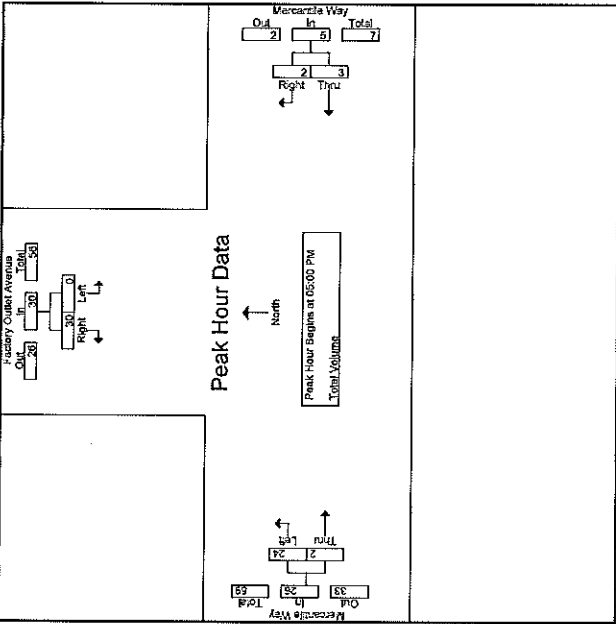 Mercantile Way
Out In Total
2 5 7
2 3
Right Thru
Factory Outlet Avenue
Out In Total
26 30 56
30 0
Right Left
Peak Hour Data
North
Peak Hour Begins at 05:00 PM
Total Volume
Left Thru
24 2
59 26 33
Total In Out
Mercantile Way